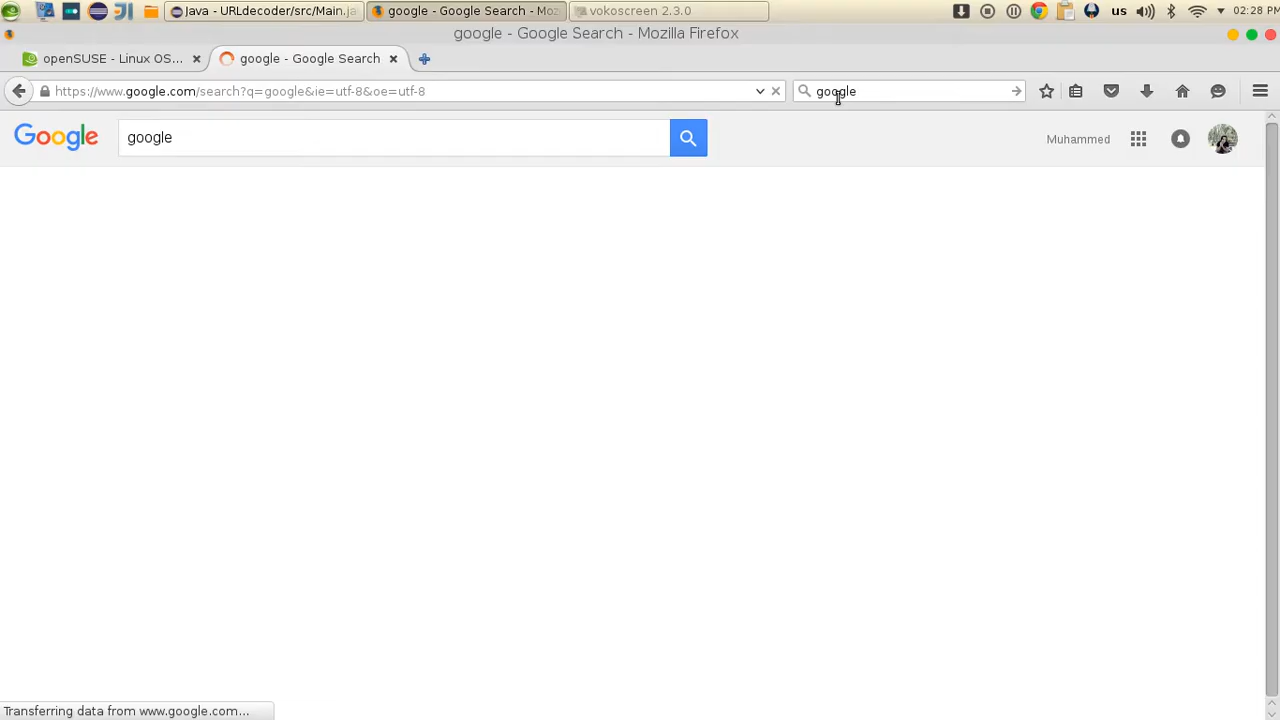 Java - URLdecoder/src/Main.ja
google - Google Search - Moz
vokoscreen 2.3.0
us
02:28 PM
google - Google Search - Mozilla Firefox
openSUSE - Linux OS...
google - Google Search
https://www.google.com/search?q=google&ie=utf-8&oe=utf-8
google
Google
google
Muhammed
Transferring data from www.google.com...